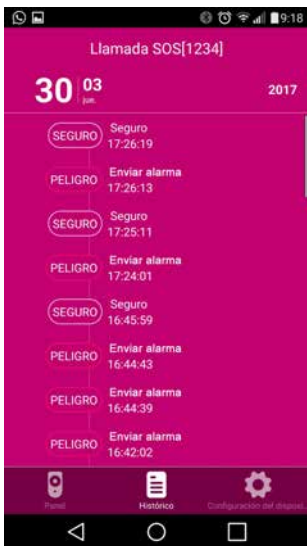 9:18
Llamada SOS[1234]
30 03 jun. 2017
SEGURO Seguro
17:26:19
PELIGRO Enviar alarma
17:26:13
SEGURO Seguro
17:25:11
PELIGRO Enviar alarma
17:24:01
SEGURO Seguro
16:45:59
PELIGRO Enviar alarma
16:44:43
PELIGRO Enviar alarma
16:44:39
PELIGRO Enviar alarma
16:42:02
Panel Histórico Configuración del disposi...